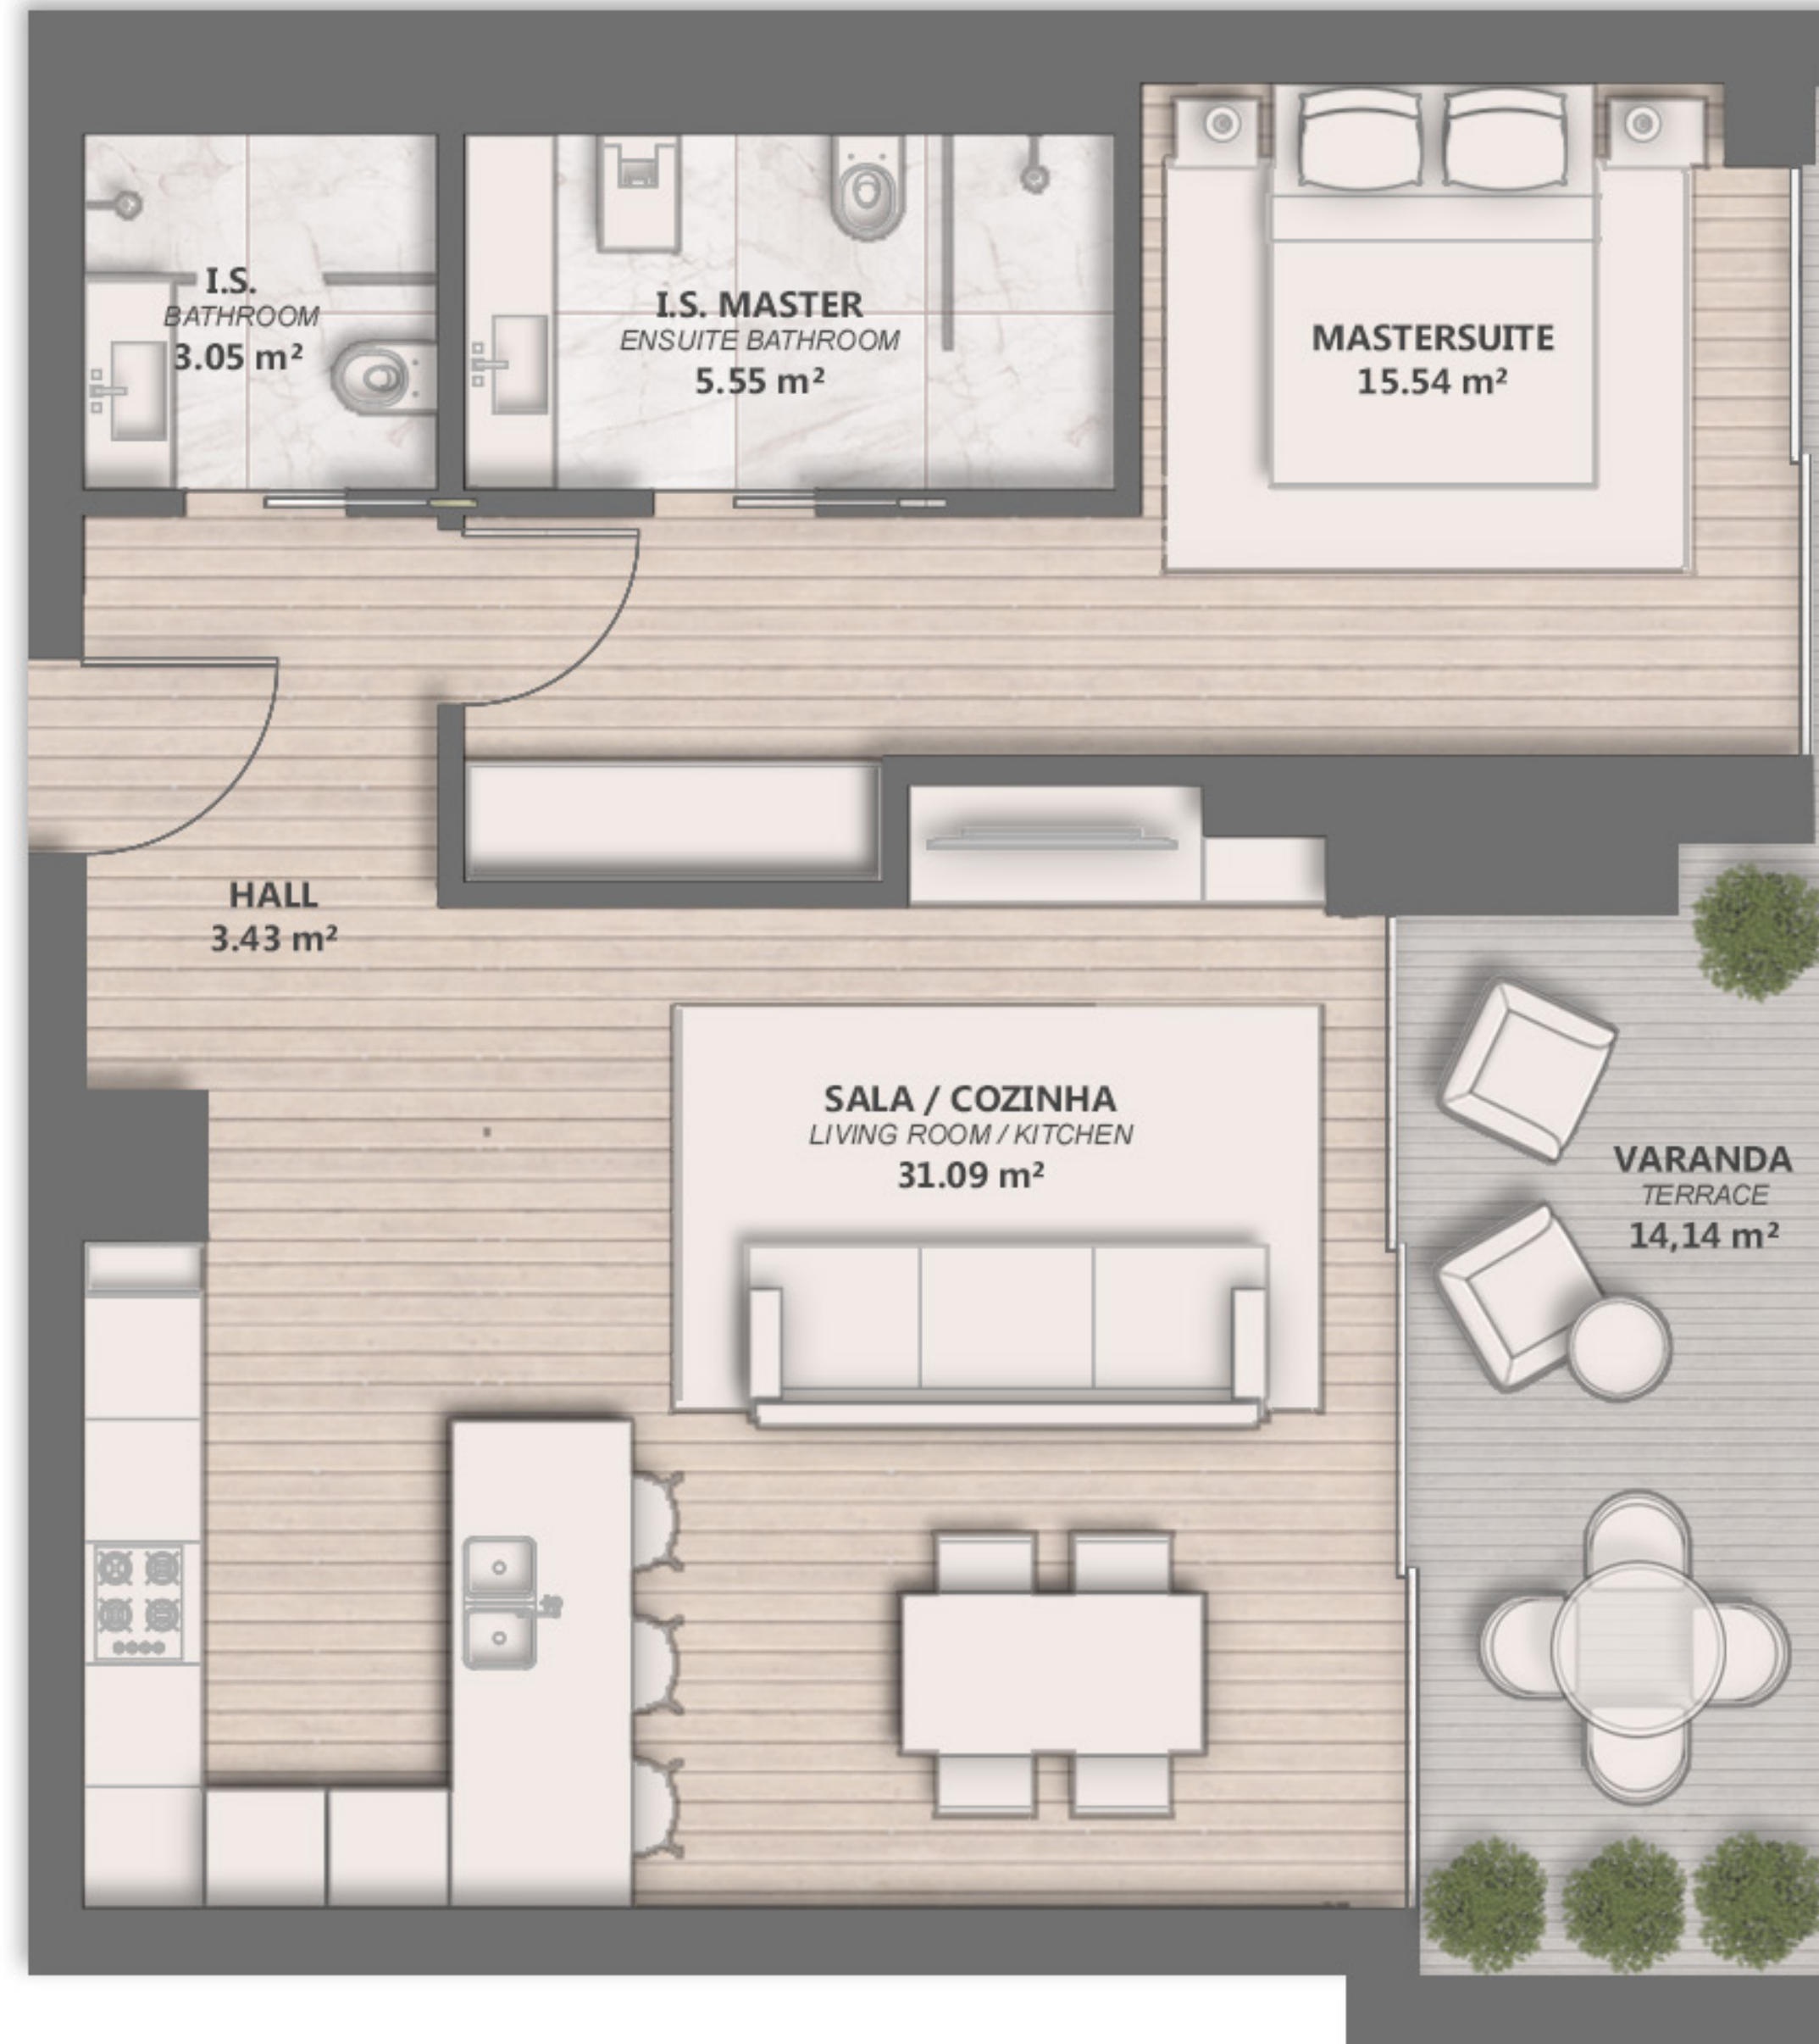 I.S.
BATHROOM
3.05 m²
I.S. MASTER
ENSUITE BATHROOM
5.55 m²
MASTERSUITE
15.54 m²
HALL
3.43 m²
SALA / COZINHA
LIVING ROOM / KITCHEN
31.09 m²
VARANDA
TERRACE
14,14 m²